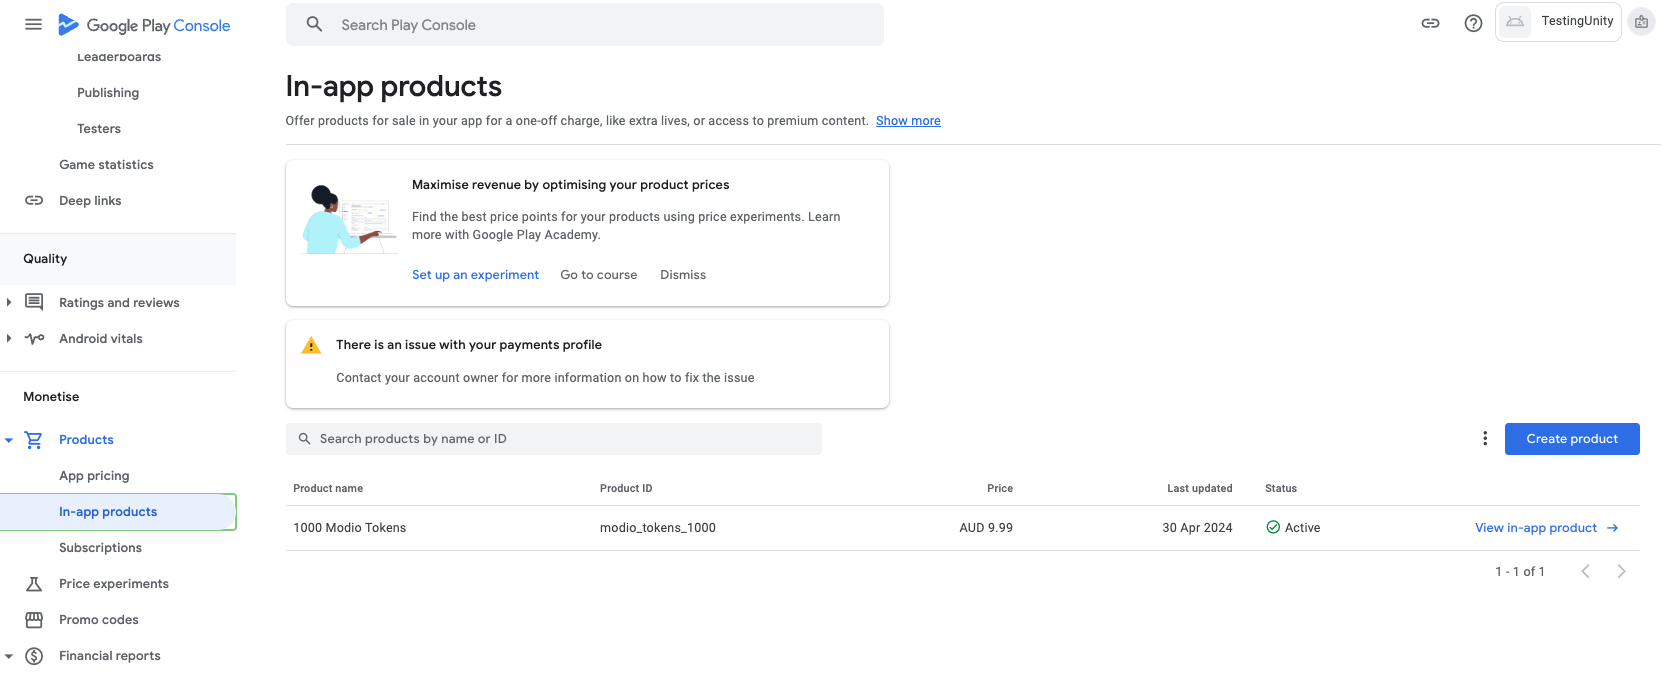 Google Play Console
Search Play Console
TestingUnity
Leaderboards
Publishing
Testers
Game statistics
Deep links
Quality
Ratings and reviews
Android vitals
Monetise
Products
App pricing
In-app products
Subscriptions
Price experiments
Promo codes
Financial reports
In-app products
Offer products for sale in your app for a one-off charge, like extra lives, or access to premium content. Show more
Maximise revenue by optimising your product prices
Find the best price points for your products using price experiments. Learn
more with Google Play Academy.
Set up an experiment Go to course Dismiss
There is an issue with your payments profile
Contact your account owner for more information on how to fix the issue
Search products by name or ID
Create product
Product name Product ID Price Last updated Status
1000 Modio Tokens modio_tokens_1000 AUD 9.99 30 Apr 2024 Active View in-app product
1 - 1 of 1